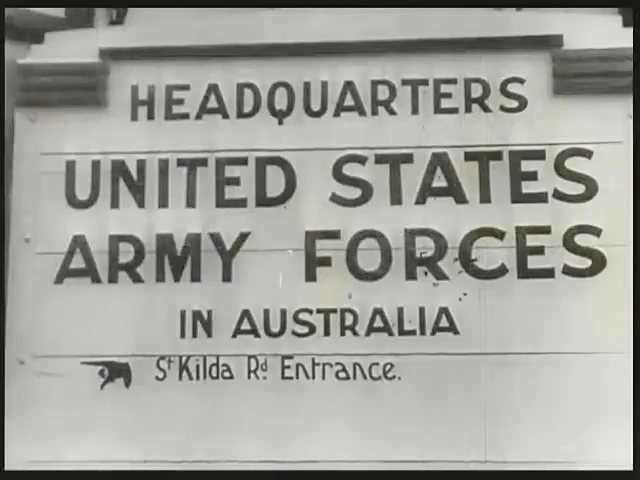 HEADQUARTERS
UNITED STATES
ARMY FORCES
IN AUSTRALIA
St Kilda Rd Entrance.